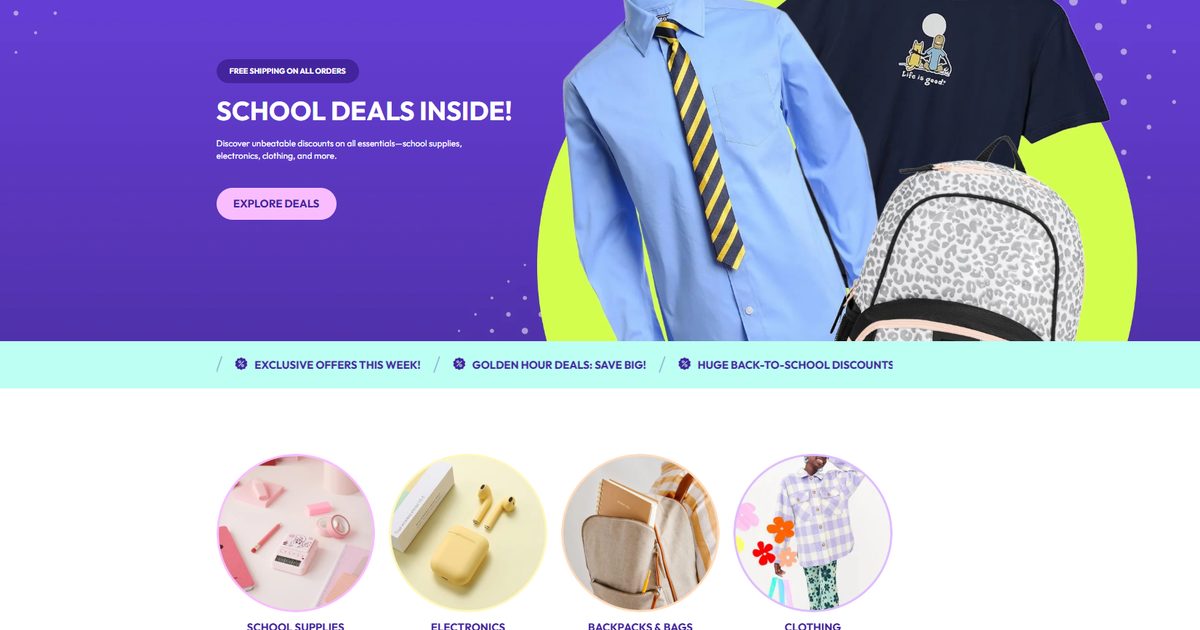 FREE SHIPPING ON ALL ORDERS
SCHOOL DEALS INSIDE!
Discover unbeatable discounts on all essentials—school supplies,
electronics, clothing, and more.
EXPLORE DEALS
Life is good
EXCLUSIVE OFFERS THIS WEEK!
GOLDEN HOUR DEALS: SAVE BIG!
HUGE BACK-TO-SCHOOL DISCOUNTS
SCHOOL SUPPLIES
ELECTRONICS
BACKPACKS & BAGS
CLOTHING